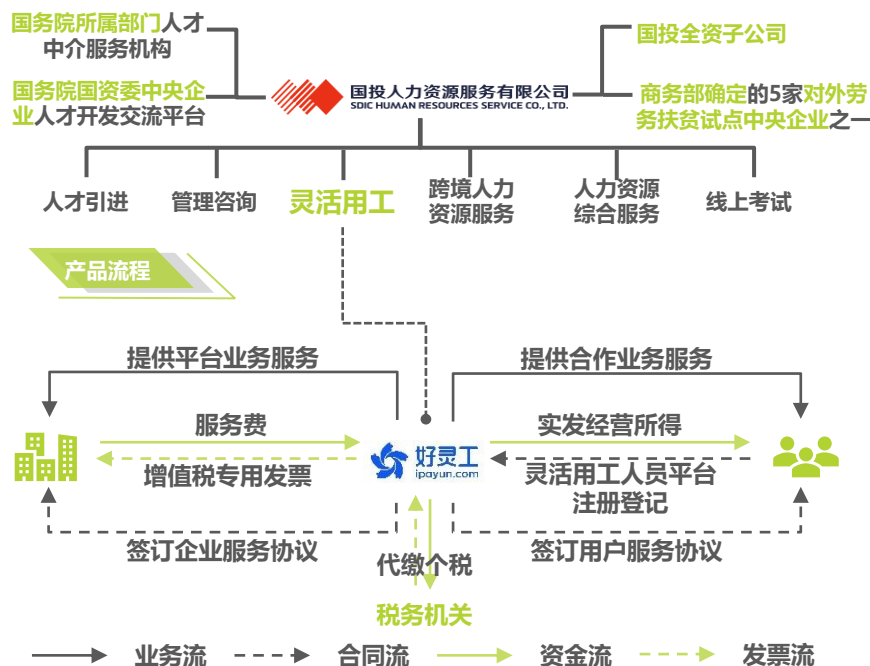 国务院所属部门人才
中介服务机构
国务院国资委中央企
业人才开发交流平台
国投人力资源服务有限公司
SDIC HUMAN RESOURCES SERVICE CO., LTD.
国投全资子公司
商务部确定的5家对外劳
务扶贫试点中央企业之一
人才引进
管理咨询
灵活用工
跨境人力
资源服务
人力资源
综合服务
线上考试
产品流程
提供平台业务服务
提供合作业务服务
服务费
实发经营所得
增值税专用发票
好灵工
ipayun.com
灵活用工人员平台
注册登记
签订企业服务协议
签订用户服务协议
代缴个税
税务机关
业务流
合同流
资金流
发票流